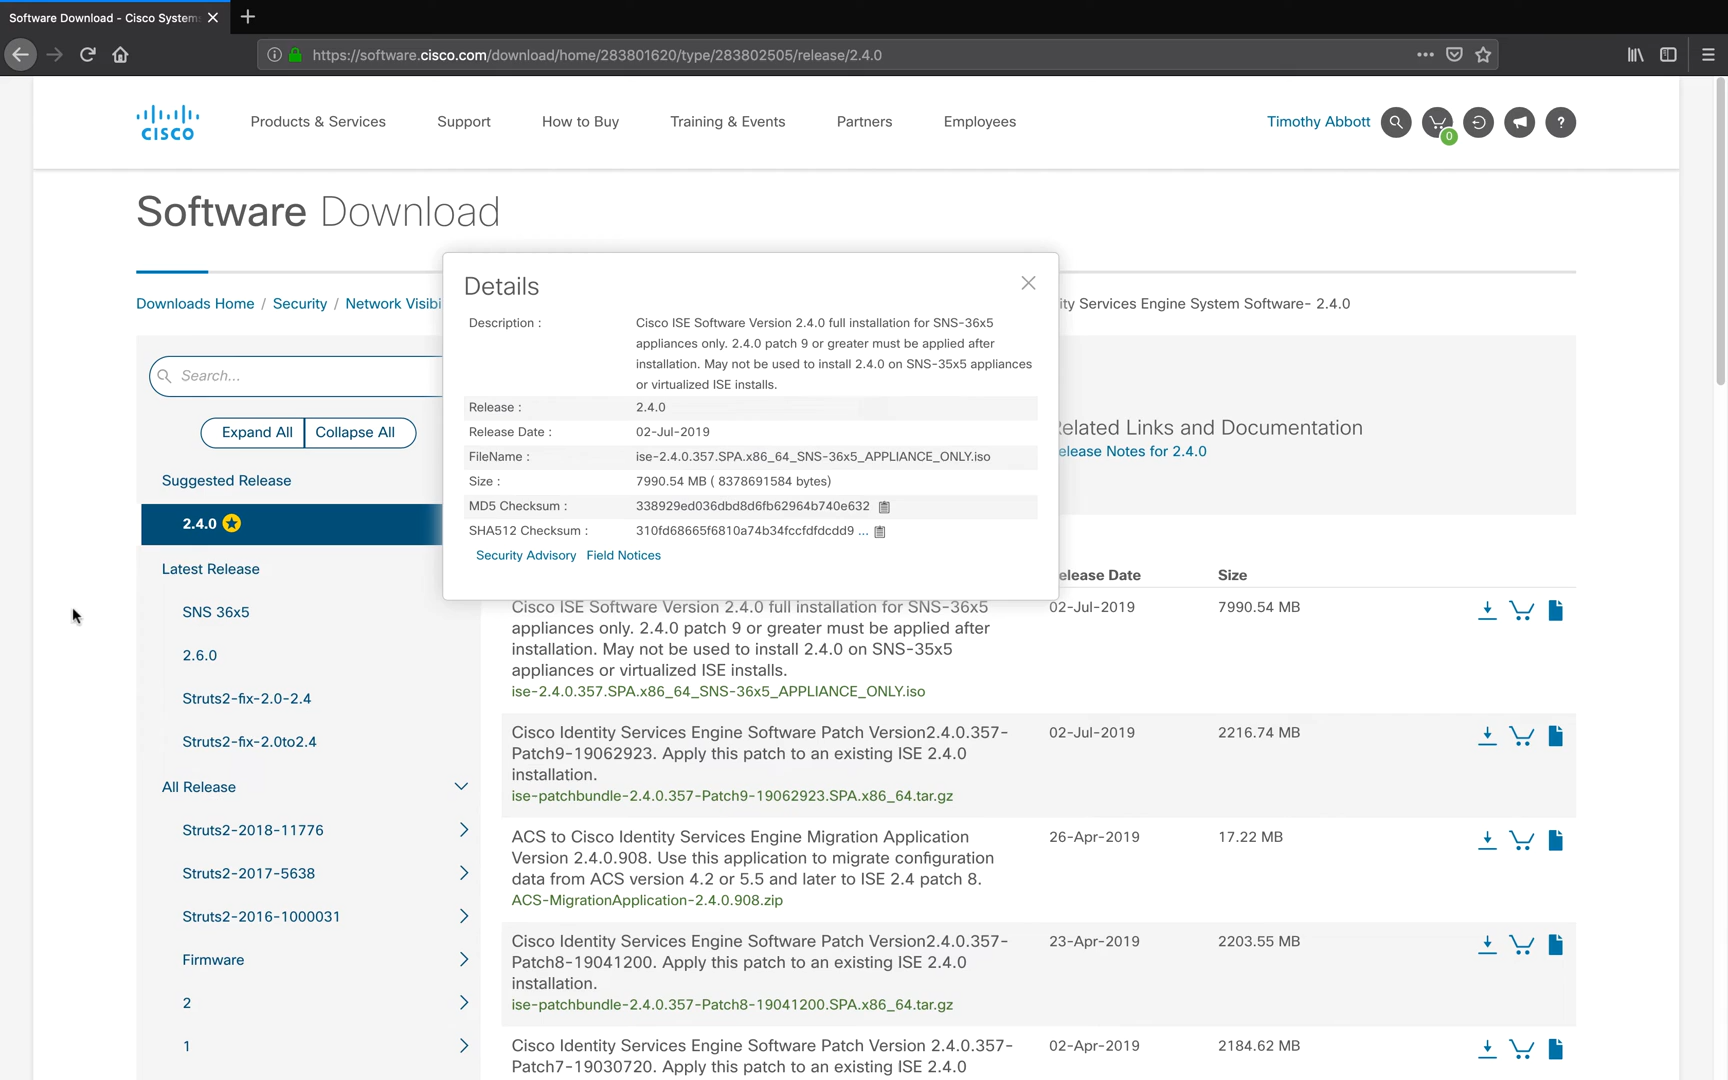 Software Download - Cisco System
https://software.cisco.com/download/home/283801620/type/283802505/release/2.4.0
CISCO
Products & Services
Support
How to Buy
Training & Events
Partners
Employees
Timothy Abbott
0
?
Software Download
Downloads Home / Security / Network Visibi
ity Services Engine System Software- 2.4.0
Details
Description :
Cisco ISE Software Version 2.4.0 full installation for SNS-36x5
appliances only. 2.4.0 patch 9 or greater must be applied after
installation. May not be used to install 2.4.0 on SNS-35x5 appliances
or virtualized ISE installs.
Release : 2.4.0
Release Date : 02-Jul-2019
FileName : ise-2.4.0.357.SPA.x86_64_SNS-36x5_APPLIANCE_ONLY.iso
Size : 7990.54 MB ( 8378691584 bytes)
MD5 Checksum : 338929ed036dbd8d6fb62964b740e632
SHA512 Checksum : 310fd68665f6810a74b34fccfdfdcdd9 ...
Security Advisory Field Notices
Search...
Expand All Collapse All
Suggested Release
2.4.0
Latest Release
SNS 36x5
2.6.0
Struts2-fix-2.0-2.4
Struts2-fix-2.0to2.4
All Release
Struts2-2018-11776
Struts2-2017-5638
Struts2-2016-1000031
Firmware
2
1
Related Links and Documentation
elease Notes for 2.4.0
elease Date
Size
Cisco ISE Software Version 2.4.0 full installation for SNS-36x5
appliances only. 2.4.0 patch 9 or greater must be applied after
installation. May not be used to install 2.4.0 on SNS-35x5
appliances or virtualized ISE installs.
ise-2.4.0.357.SPA.x86_64_SNS-36x5_APPLIANCE_ONLY.iso
02-Jul-2019
7990.54 MB
Cisco Identity Services Engine Software Patch Version2.4.0.357-
Patch9-19062923. Apply this patch to an existing ISE 2.4.0
installation.
ise-patchbundle-2.4.0.357-Patch9-19062923.SPA.x86_64.tar.gz
02-Jul-2019
2216.74 MB
ACS to Cisco Identity Services Engine Migration Application
Version 2.4.0.908. Use this application to migrate configuration
data from ACS version 4.2 or 5.5 and later to ISE 2.4 patch 8.
ACS-MigrationApplication-2.4.0.908.zip
26-Apr-2019
17.22 MB
Cisco Identity Services Engine Software Patch Version2.4.0.357-
Patch8-19041200. Apply this patch to an existing ISE 2.4.0
installation.
ise-patchbundle-2.4.0.357-Patch8-19041200.SPA.x86_64.tar.gz
23-Apr-2019
2203.55 MB
Cisco Identity Services Engine Software Patch Version 2.4.0.357-
Patch7-19030720. Apply this patch to an existing ISE 2.4.0
02-Apr-2019
2184.62 MB